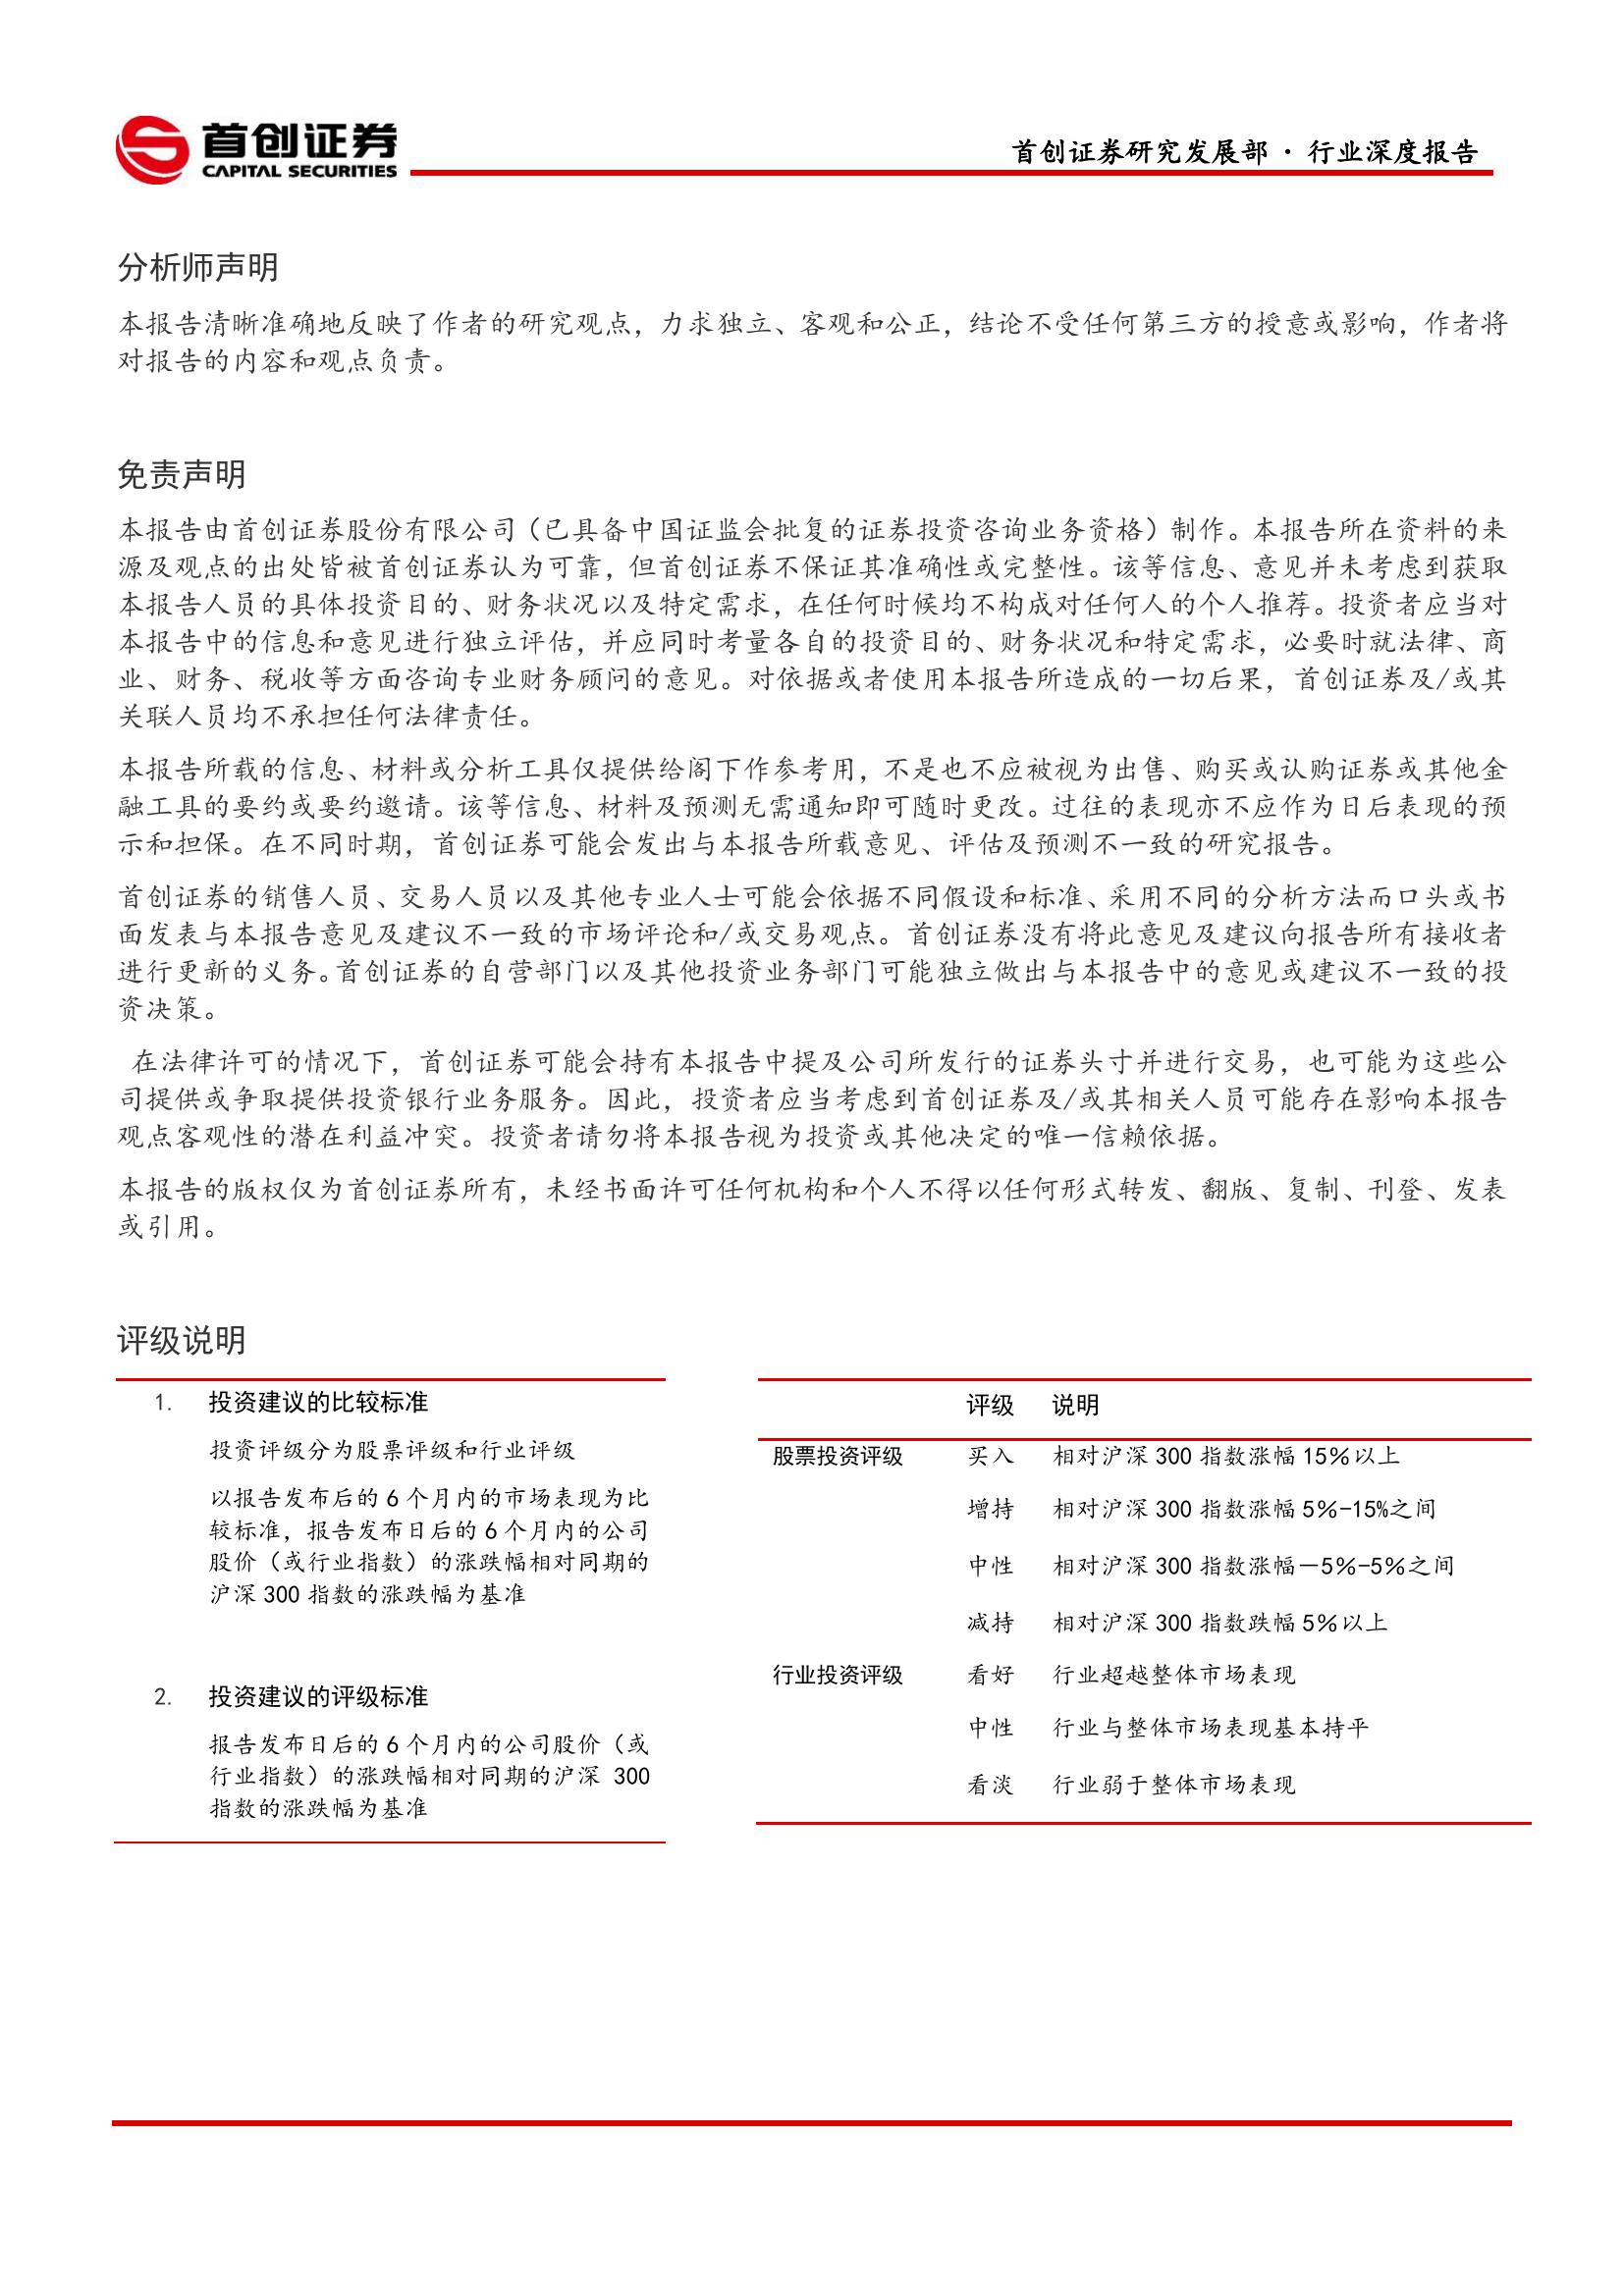 首创证券
CAPITAL SECURITIES
首创证券研究发展部 · 行业深度报告
分析师声明
本报告清晰准确地反映了作者的研究观点，力求独立、客观和公正，结论不受任何第三方的授意或影响，作者将
对报告的内容和观点负责。
免责声明
本报告由首创证券股份有限公司（已具备中国证监会批复的证券投资咨询业务资格）制作。本报告所在资料的来
源及观点的出处皆被首创证券认为可靠，但首创证券不保证其准确性或完整性。该等信息、意见并未考虑到获取
本报告人员的具体投资目的、财务状况以及特定需求，在任何时候均不构成对任何人的个人推荐。投资者应当对
本报告中的信息和意见进行独立评估，并应同时考量各自的投资目的、财务状况和特定需求，必要时就法律、商
业、财务、税收等方面咨询专业财务顾问的意见。对依据或者使用本报告所造成的一切后果，首创证券及/或其
关联人员均不承担任何法律责任。
本报告所载的信息、材料或分析工具仅提供给阁下作参考用，不是也不应被视为出售、购买或认购证券或其他金
融工具的要约或要约邀请。该等信息、材料及预测无需通知即可随时更改。过往的表现亦不应作为日后表现的预
示和担保。在不同时期，首创证券可能会发出与本报告所载意见、评估及预测不一致的研究报告。
首创证券的销售人员、交易人员以及其他专业人士可能会依据不同假设和标准、采用不同的分析方法而口头或书
面发表与本报告意见及建议不一致的市场评论和/或交易观点。首创证券没有将此意见及建议向报告所有接收者
进行更新的义务。首创证券的自营部门以及其他投资业务部门可能独立做出与本报告中的意见或建议不一致的投
资决策。
在法律许可的情况下，首创证券可能会持有本报告中提及公司所发行的证券头寸并进行交易，也可能为这些公
司提供或争取提供投资银行业务服务。因此，投资者应当考虑到首创证券及/或其相关人员可能存在影响本报告
观点客观性的潜在利益冲突。投资者请勿将本报告视为投资或其他决定的唯一信赖依据。
本报告的版权仅为首创证券所有，未经书面许可任何机构和个人不得以任何形式转发、翻版、复制、刊登、发表
或引用。
评级说明
1. 投资建议的比较标准
投资评级分为股票评级和行业评级
以报告发布后的 6 个月内的市场表现为比
较标准，报告发布日后的 6 个月内的公司
股价（或行业指数）的涨跌幅相对同期的
沪深 300 指数的涨跌幅为基准
2. 投资建议的评级标准
报告发布日后的 6 个月内的公司股价（或
行业指数）的涨跌幅相对同期的沪深 300
指数的涨跌幅为基准
评级 说明
股票投资评级 买入 相对沪深 300 指数涨幅 15%以上
增持 相对沪深 300 指数涨幅 5%-15%之间
中性 相对沪深 300 指数涨幅－5%-5%之间
减持 相对沪深 300 指数跌幅 5%以上
行业投资评级 看好 行业超越整体市场表现
中性 行业与整体市场表现基本持平
看淡 行业弱于整体市场表现